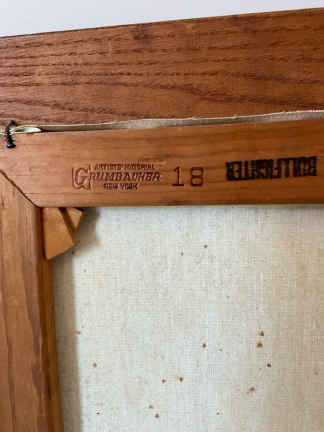 ARTISTS' MATERIAL
GRUMBACHER
NEW YORK
18
BULLFIGHTER